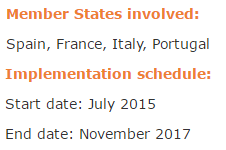 Member States involved:
Spain, France, Italy, Portugal
Implementation schedule:
Start date: July 2015
End date: November 2017